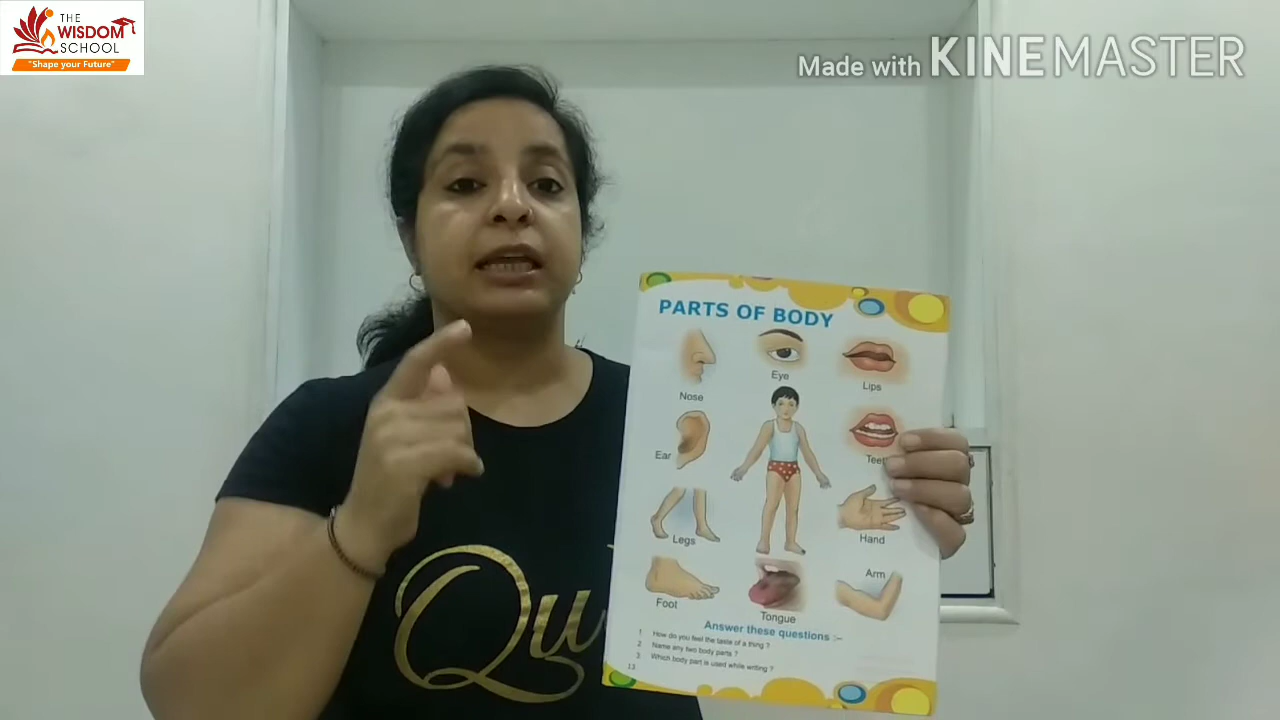 THE
WISDOM
SCHOOL
"Shape your Future"
Made with KINEMASTER
PARTS OF BODY
Nose
Eye
Lips
Ear
Legs
Hand
Foot
Tongue
Arm
Answer these questions :-
1 How do you feel the taste of a thing ?
2 Name any two body parts ?
3 Which body part is used while writing ?
13